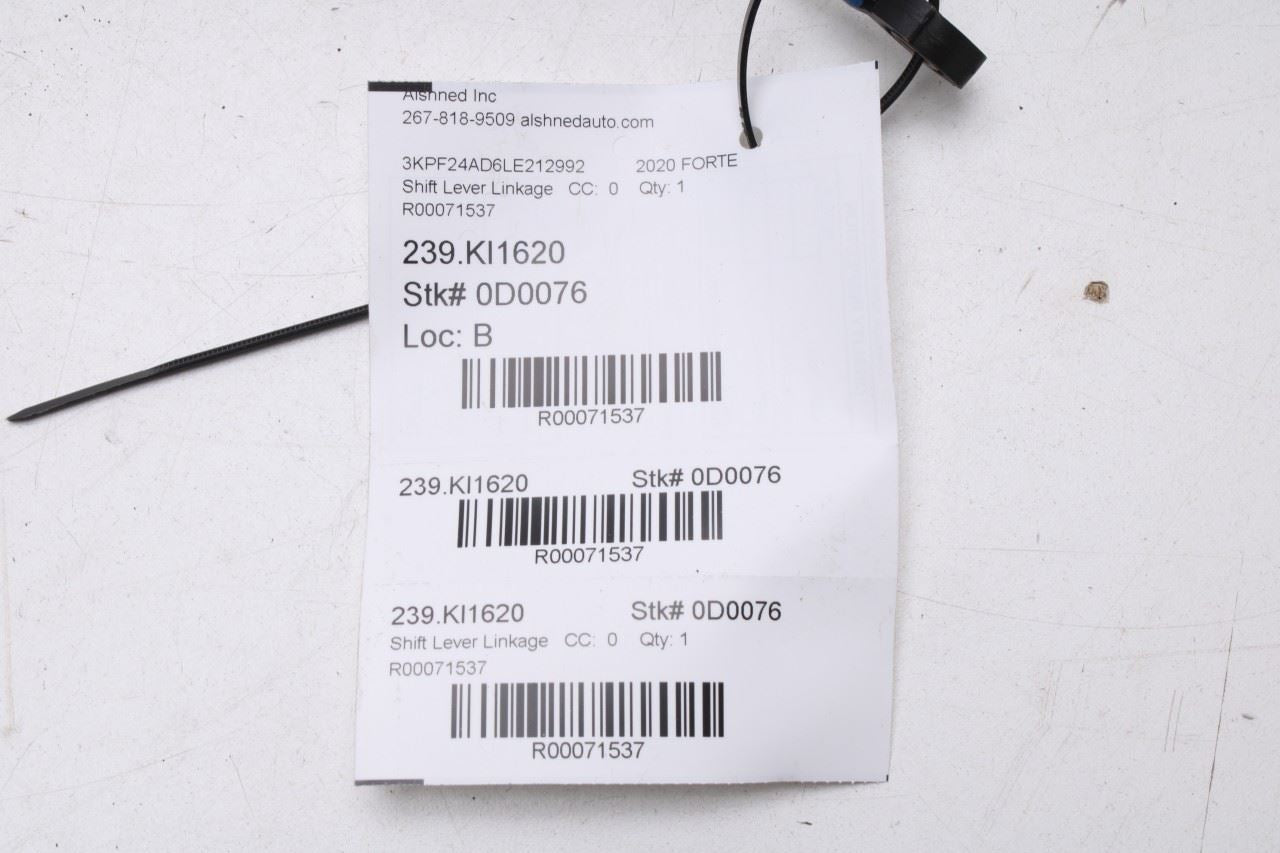 Alshned Inc
267-818-9509 alshnedauto.com
3KPF24AD6LE212992 2020 FORTE
Shift Lever Linkage CC: 0 Qty: 1
R00071537
239.KI1620
Stk# 0D0076
Loc: B
R00071537
239.KI1620 Stk# 0D0076
R00071537
239.KI1620 Stk# 0D0076
Shift Lever Linkage CC: 0 Qty: 1
R00071537
R00071537